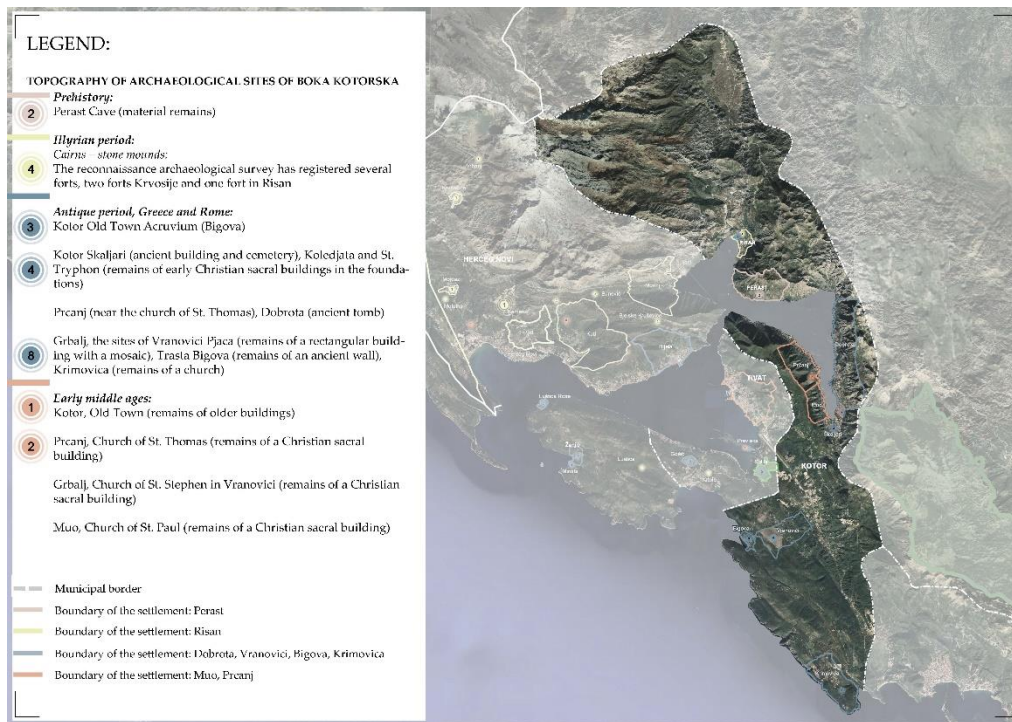 LEGEND:
TOPOGRAPHY OF ARCHAEOLOGICAL SITES OF BOKA KOTORSKA
Prehistory:
2
Perast Cave (material remains)
Illyrian period:
Cairns – stone mounds:
4
The reconnaissance archaeological survey has registered several
forts, two forts Krvosije and one fort in Risan
Antique period, Greece and Rome:
3
Kotor Old Town Acruvium (Bigova)
4
Kotor Skaljari (ancient building and cemetery), Koledjata and St.
Tryphon (remains of early Christian sacral buildings in the founda-
tions)
Prcanj (near the church of St. Thomas), Dobrota (ancient tomb)
8
Grbalj, the sites of Vranovici Pjaca (remains of a rectangular build-
ing with a mosaic), Trasta Bigova (remains of an ancient wall),
Krimovica (remains of a church)
Early middle ages:
1
Kotor, Old Town (remains of older buildings)
2
Prcanj, Church of St. Thomas (remains of a Christian sacral
building)
Grbalj, Church of St. Stephen in Vranovici (remains of a Christian
sacral building)
Muo, Church of St. Paul (remains of a Christian sacral building)
Municipal border
Boundary of the settlement: Perast
Boundary of the settlement: Risan
Boundary of the settlement: Dobrota, Vranovici, Bigova, Krimovica
Boundary of the settlement: Muo, Prcanj
HERCEG NOVI
PERAST
TIVAT
Prcanj
KOTOR